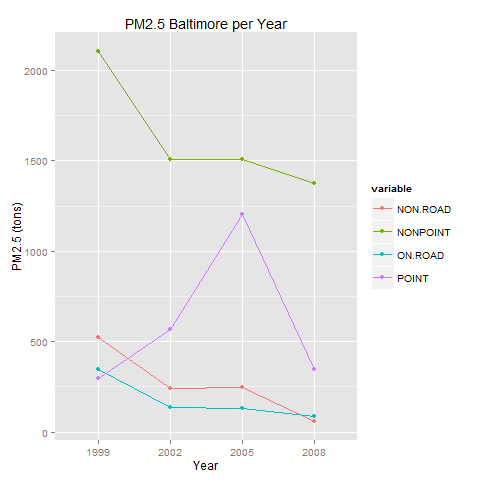 PM2.5 Baltimore per Year
PM2.5 (tons)
2000
1500
1000
500
0
1999 2002 2005 2008
Year
variable
NON.ROAD
NONPOINT
ON.ROAD
POINT